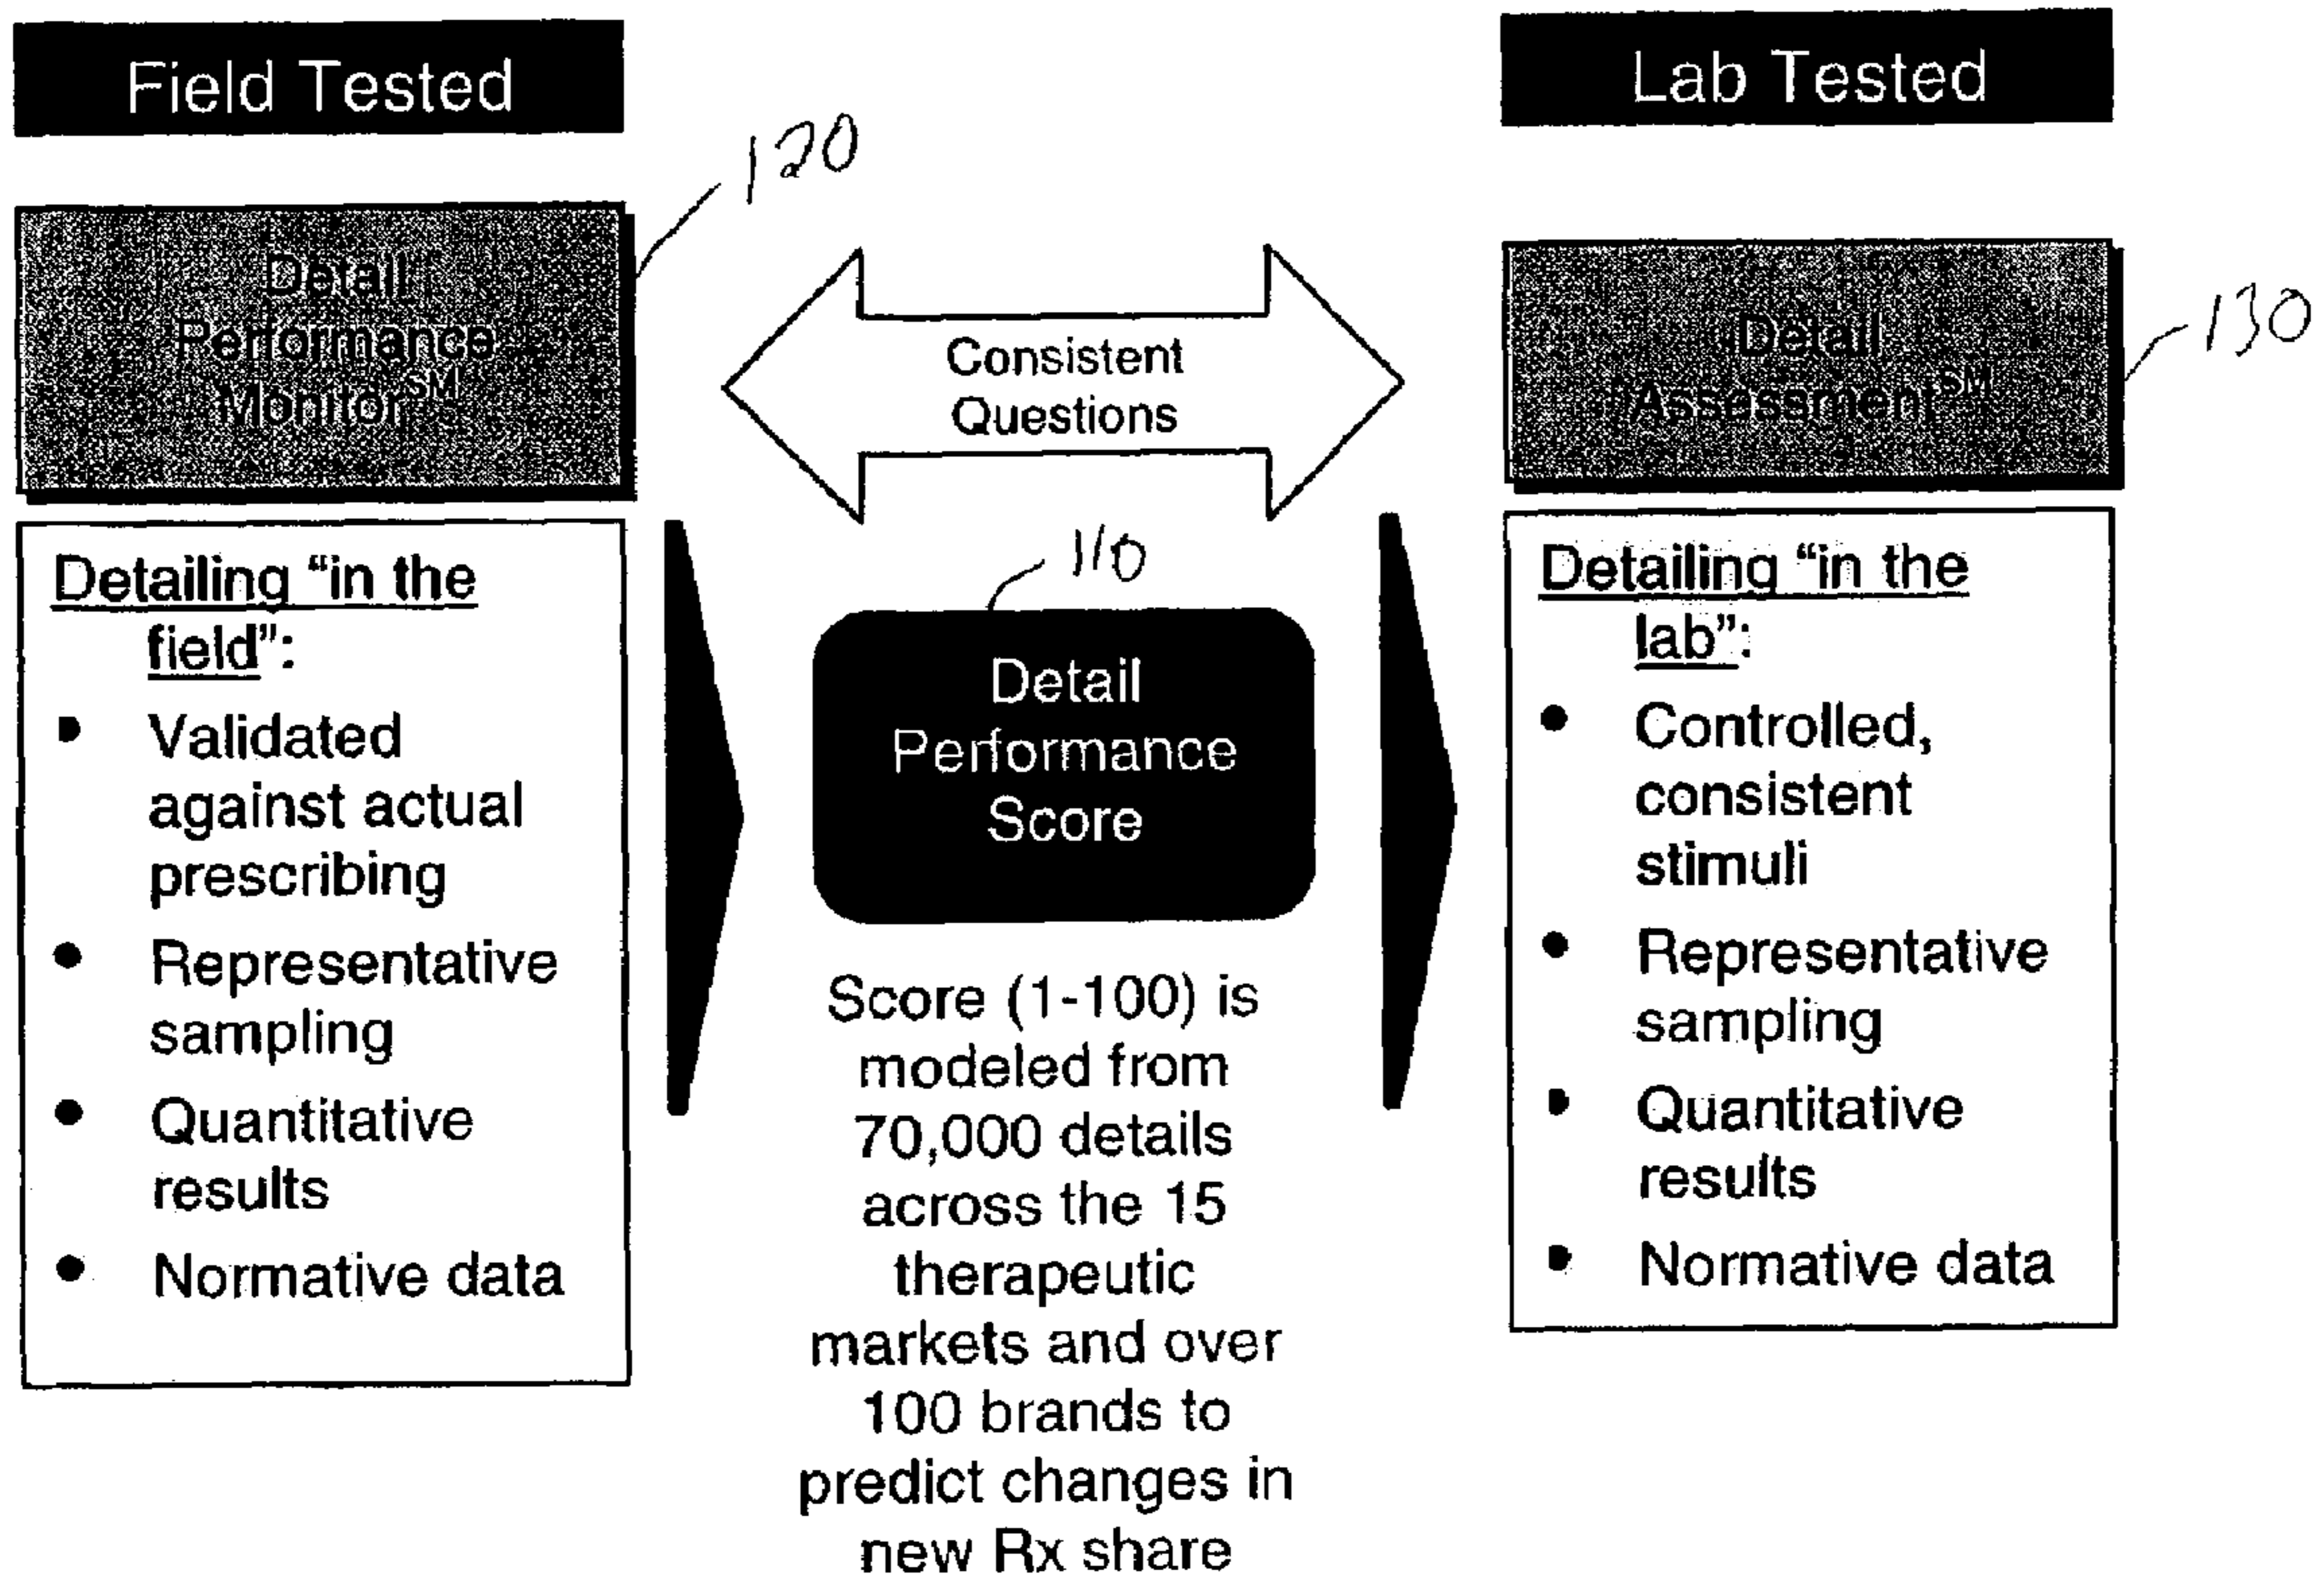 Field Tested
120
Detail
Performance
Monitor℠
Detailing “in the
field”:
• Validated
against actual
prescribing
• Representative
sampling
• Quantitative
results
• Normative data
Consistent
Questions
110
Detail
Performance
Score
Score (1-100) is
modeled from
70,000 details
across the 15
therapeutic
markets and over
100 brands to
predict changes in
new Rx share
Lab Tested
130
Detail
Assessment℠
Detailing “in the
lab”:
• Controlled,
consistent
stimuli
• Representative
sampling
• Quantitative
results
• Normative data